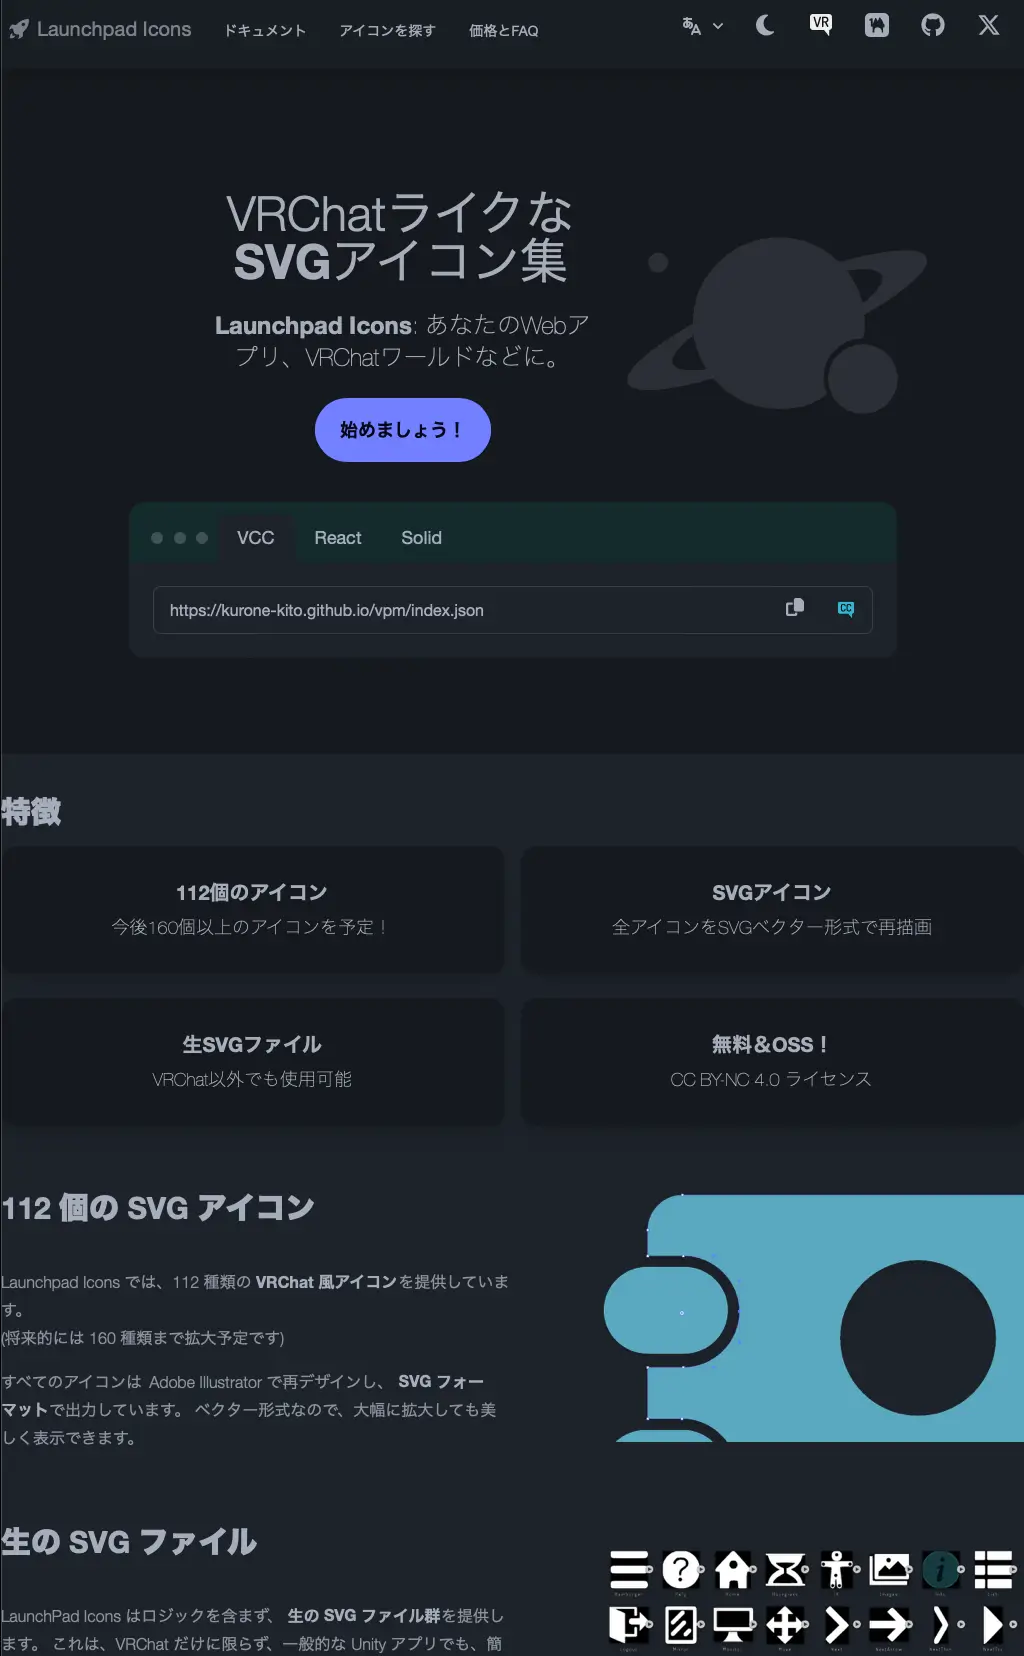 Launchpad Icons ドキュメント アイコンを探す 価格とFAQ あA VR
VRChatライクな
SVGアイコン集
Launchpad Icons: あなたのWebア
プリ、VRChatワールドなどに。
始めましょう！
VCC React Solid
https://kurone-kito.github.io/vpm/index.json CC
特徴
112個のアイコン
今後160個以上のアイコンを予定！
SVGアイコン
全アイコンをSVGベクター形式で再描画
生SVGファイル
VRChat以外でも使用可能
無料＆OSS！
CC BY-NC 4.0 ライセンス
112 個の SVG アイコン
Launchpad Icons では、112 種類の VRChat 風アイコンを提供していま
す。
(将来的には 160 種類まで拡大予定です)
すべてのアイコンは Adobe Illustrator で再デザインし、 SVG フォー
マットで出力しています。 ベクター形式なので、大幅に拡大しても美
しく表示できます。
生の SVG ファイル
LaunchPad Icons はロジックを含まず、 生の SVG ファイル群を提供し
ます。 これは、VRChat だけに限らず、一般的な Unity アプリでも、簡